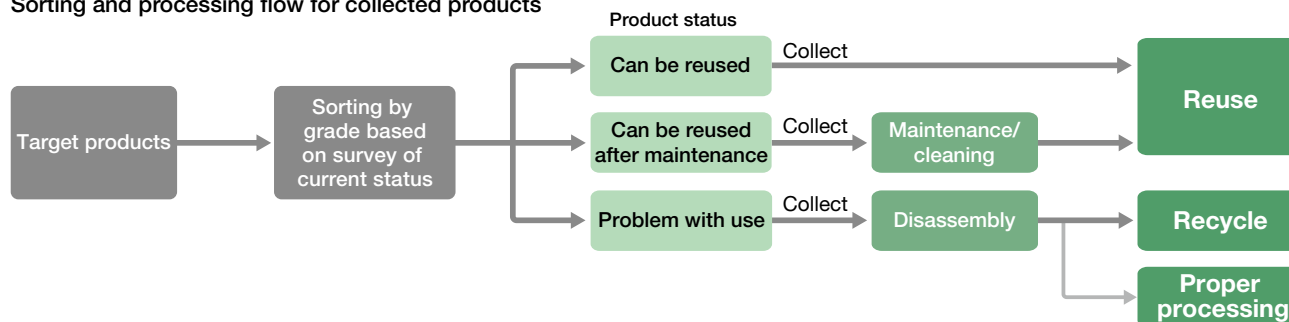 Sorting and processing flow for collected products
Product status
Target products
Sorting by
grade based
on survey of
current status
Can be reused
Collect
Reuse
Can be reused
after maintenance
Collect
Maintenance/
cleaning
Problem with use
Collect
Disassembly
Recycle
Proper
processing